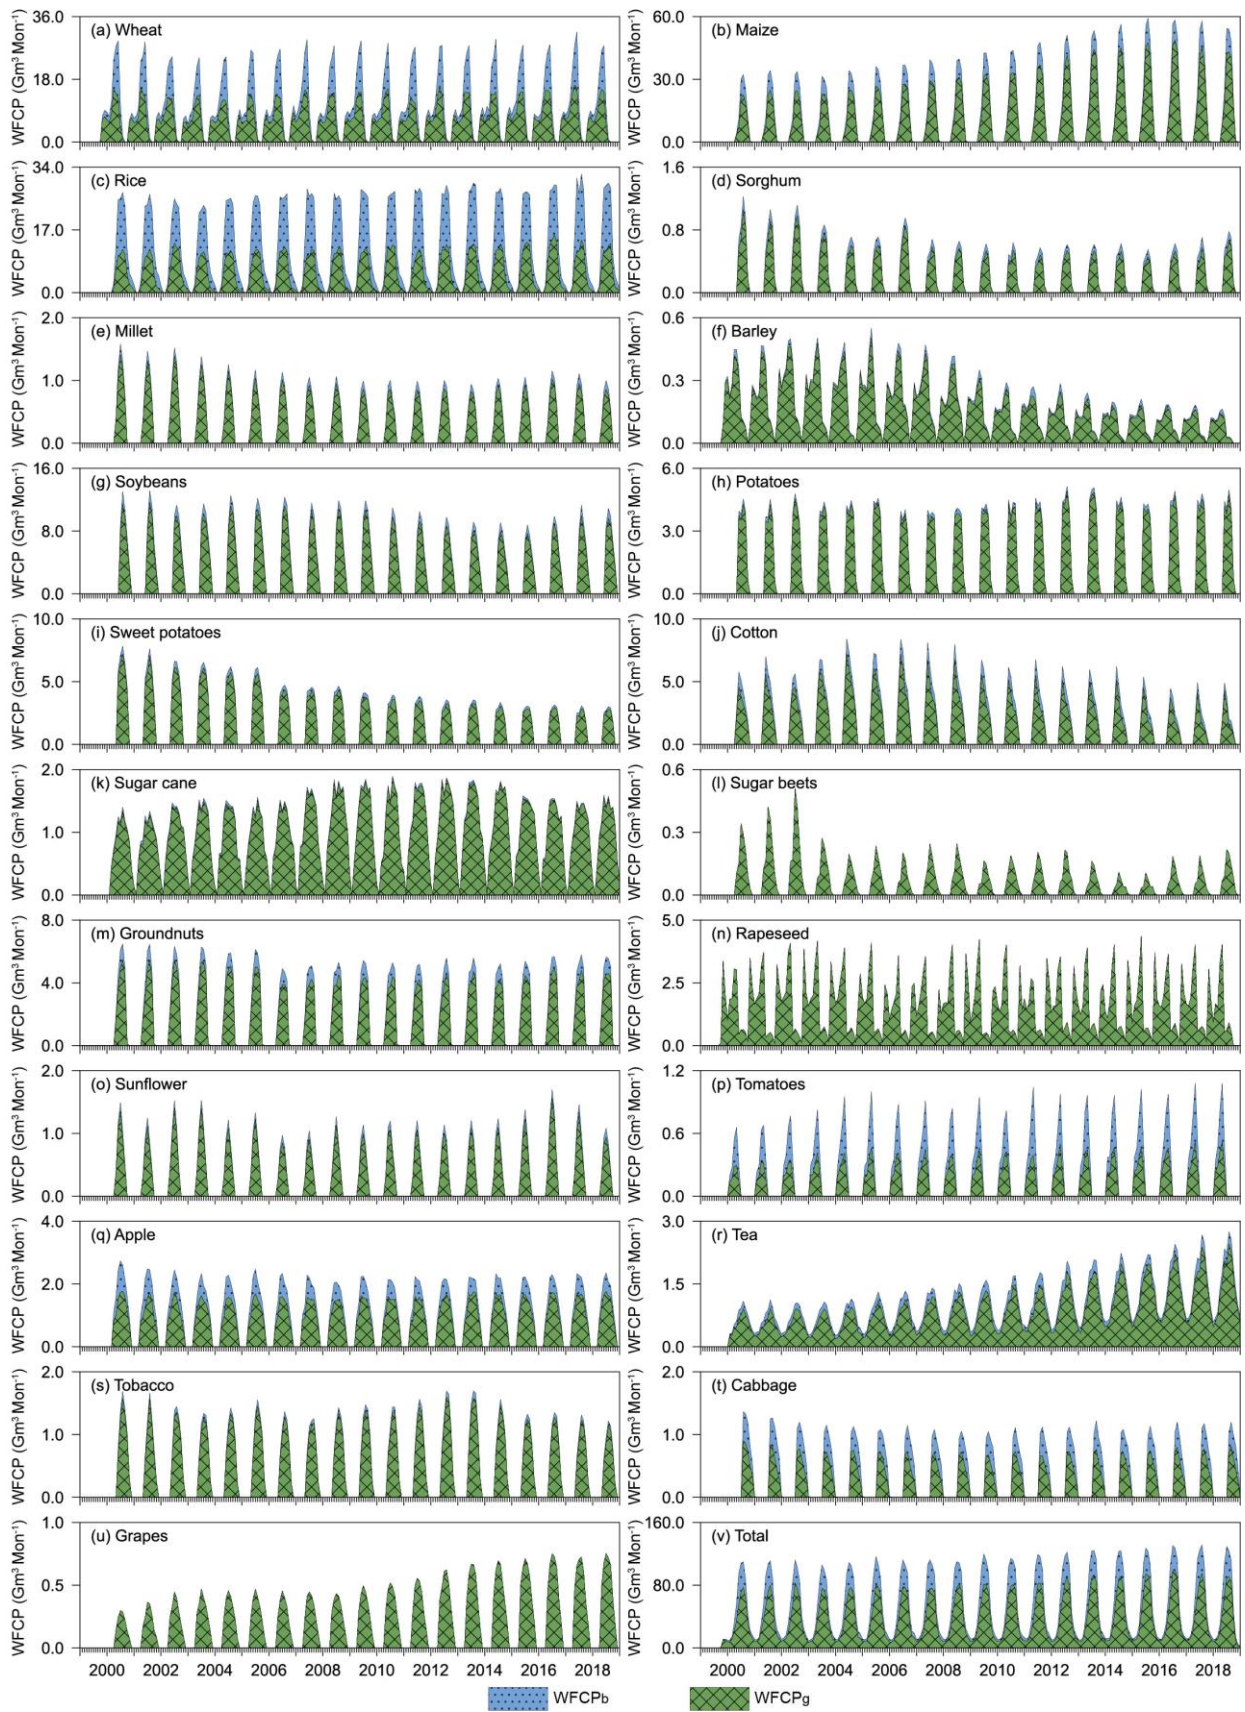 36.0
18.0
0.0
WFCP (Gm³ Mon⁻¹)
(a) Wheat
60.0
30.0
0.0
WFCP (Gm³ Mon⁻¹)
(b) Maize
34.0
17.0
0.0
WFCP (Gm³ Mon⁻¹)
(c) Rice
1.6
0.8
0.0
WFCP (Gm³ Mon⁻¹)
(d) Sorghum
2.0
1.0
0.0
WFCP (Gm³ Mon⁻¹)
(e) Millet
0.6
0.3
0.0
WFCP (Gm³ Mon⁻¹)
(f) Barley
16.0
8.0
0.0
WFCP (Gm³ Mon⁻¹)
(g) Soybeans
6.0
3.0
0.0
WFCP (Gm³ Mon⁻¹)
(h) Potatoes
10.0
5.0
0.0
WFCP (Gm³ Mon⁻¹)
(i) Sweet potatoes
10.0
5.0
0.0
WFCP (Gm³ Mon⁻¹)
(j) Cotton
2.0
1.0
0.0
WFCP (Gm³ Mon⁻¹)
(k) Sugar cane
0.6
0.3
0.0
WFCP (Gm³ Mon⁻¹)
(l) Sugar beets
8.0
4.0
0.0
WFCP (Gm³ Mon⁻¹)
(m) Groundnuts
5.0
2.5
0.0
WFCP (Gm³ Mon⁻¹)
(n) Rapeseed
2.0
1.0
0.0
WFCP (Gm³ Mon⁻¹)
(o) Sunflower
1.2
0.6
0.0
WFCP (Gm³ Mon⁻¹)
(p) Tomatoes
4.0
2.0
0.0
WFCP (Gm³ Mon⁻¹)
(q) Apple
3.0
1.5
0.0
WFCP (Gm³ Mon⁻¹)
(r) Tea
2.0
1.0
0.0
WFCP (Gm³ Mon⁻¹)
(s) Tobacco
2.0
1.0
0.0
WFCP (Gm³ Mon⁻¹)
(t) Cabbage
1.0
0.5
0.0
WFCP (Gm³ Mon⁻¹)
(u) Grapes
160.0
80.0
0.0
WFCP (Gm³ Mon⁻¹)
(v) Total
2000 2002 2004 2006 2008 2010 2012 2014 2016 2018
2000 2002 2004 2006 2008 2010 2012 2014 2016 2018
WFCPb
WFCPg